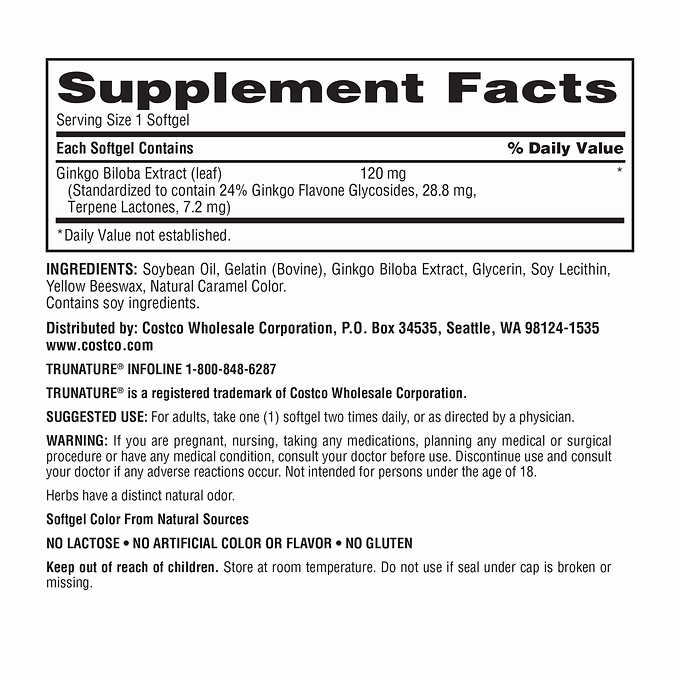 Supplement Facts
Serving Size 1 Softgel
Each Softgel Contains % Daily Value
Ginkgo Biloba Extract (leaf) 120 mg *
(Standardized to contain 24% Ginkgo Flavone Glycosides, 28.8 mg,
Terpene Lactones, 7.2 mg)
*Daily Value not established.
INGREDIENTS: Soybean Oil, Gelatin (Bovine), Ginkgo Biloba Extract, Glycerin, Soy Lecithin,
Yellow Beeswax, Natural Caramel Color.
Contains soy ingredients.
Distributed by: Costco Wholesale Corporation, P.O. Box 34535, Seattle, WA 98124-1535
www.costco.com
TRUNATURE® INFOLINE 1-800-848-6287
TRUNATURE® is a registered trademark of Costco Wholesale Corporation.
SUGGESTED USE: For adults, take one (1) softgel two times daily, or as directed by a physician.
WARNING: If you are pregnant, nursing, taking any medications, planning any medical or surgical
procedure or have any medical condition, consult your doctor before use. Discontinue use and consult
your doctor if any adverse reactions occur. Not intended for persons under the age of 18.
Herbs have a distinct natural odor.
Softgel Color From Natural Sources
NO LACTOSE • NO ARTIFICIAL COLOR OR FLAVOR • NO GLUTEN
Keep out of reach of children. Store at room temperature. Do not use if seal under cap is broken or
missing.